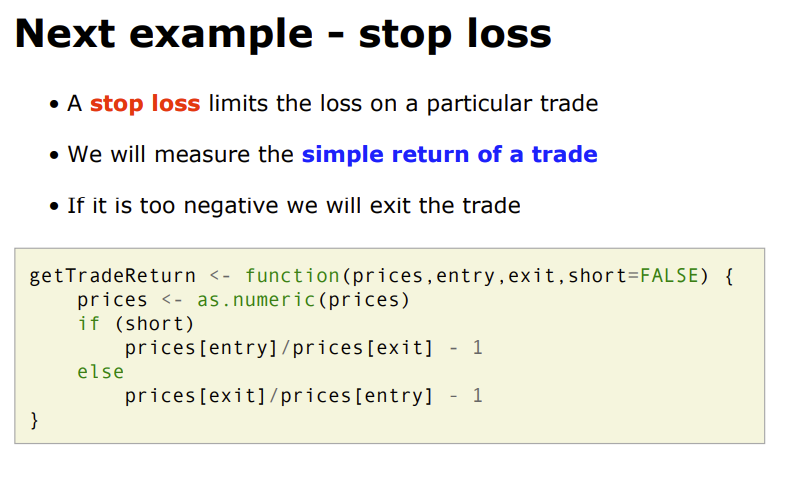 Next example - stop loss
• A stop loss limits the loss on a particular trade
• We will measure the simple return of a trade
• If it is too negative we will exit the trade
getTradeReturn <- function(prices,entry,exit,short=FALSE) {
    prices <- as.numeric(prices)
    if (short)
        prices[entry]/prices[exit] - 1
    else
        prices[exit]/prices[entry] - 1
}